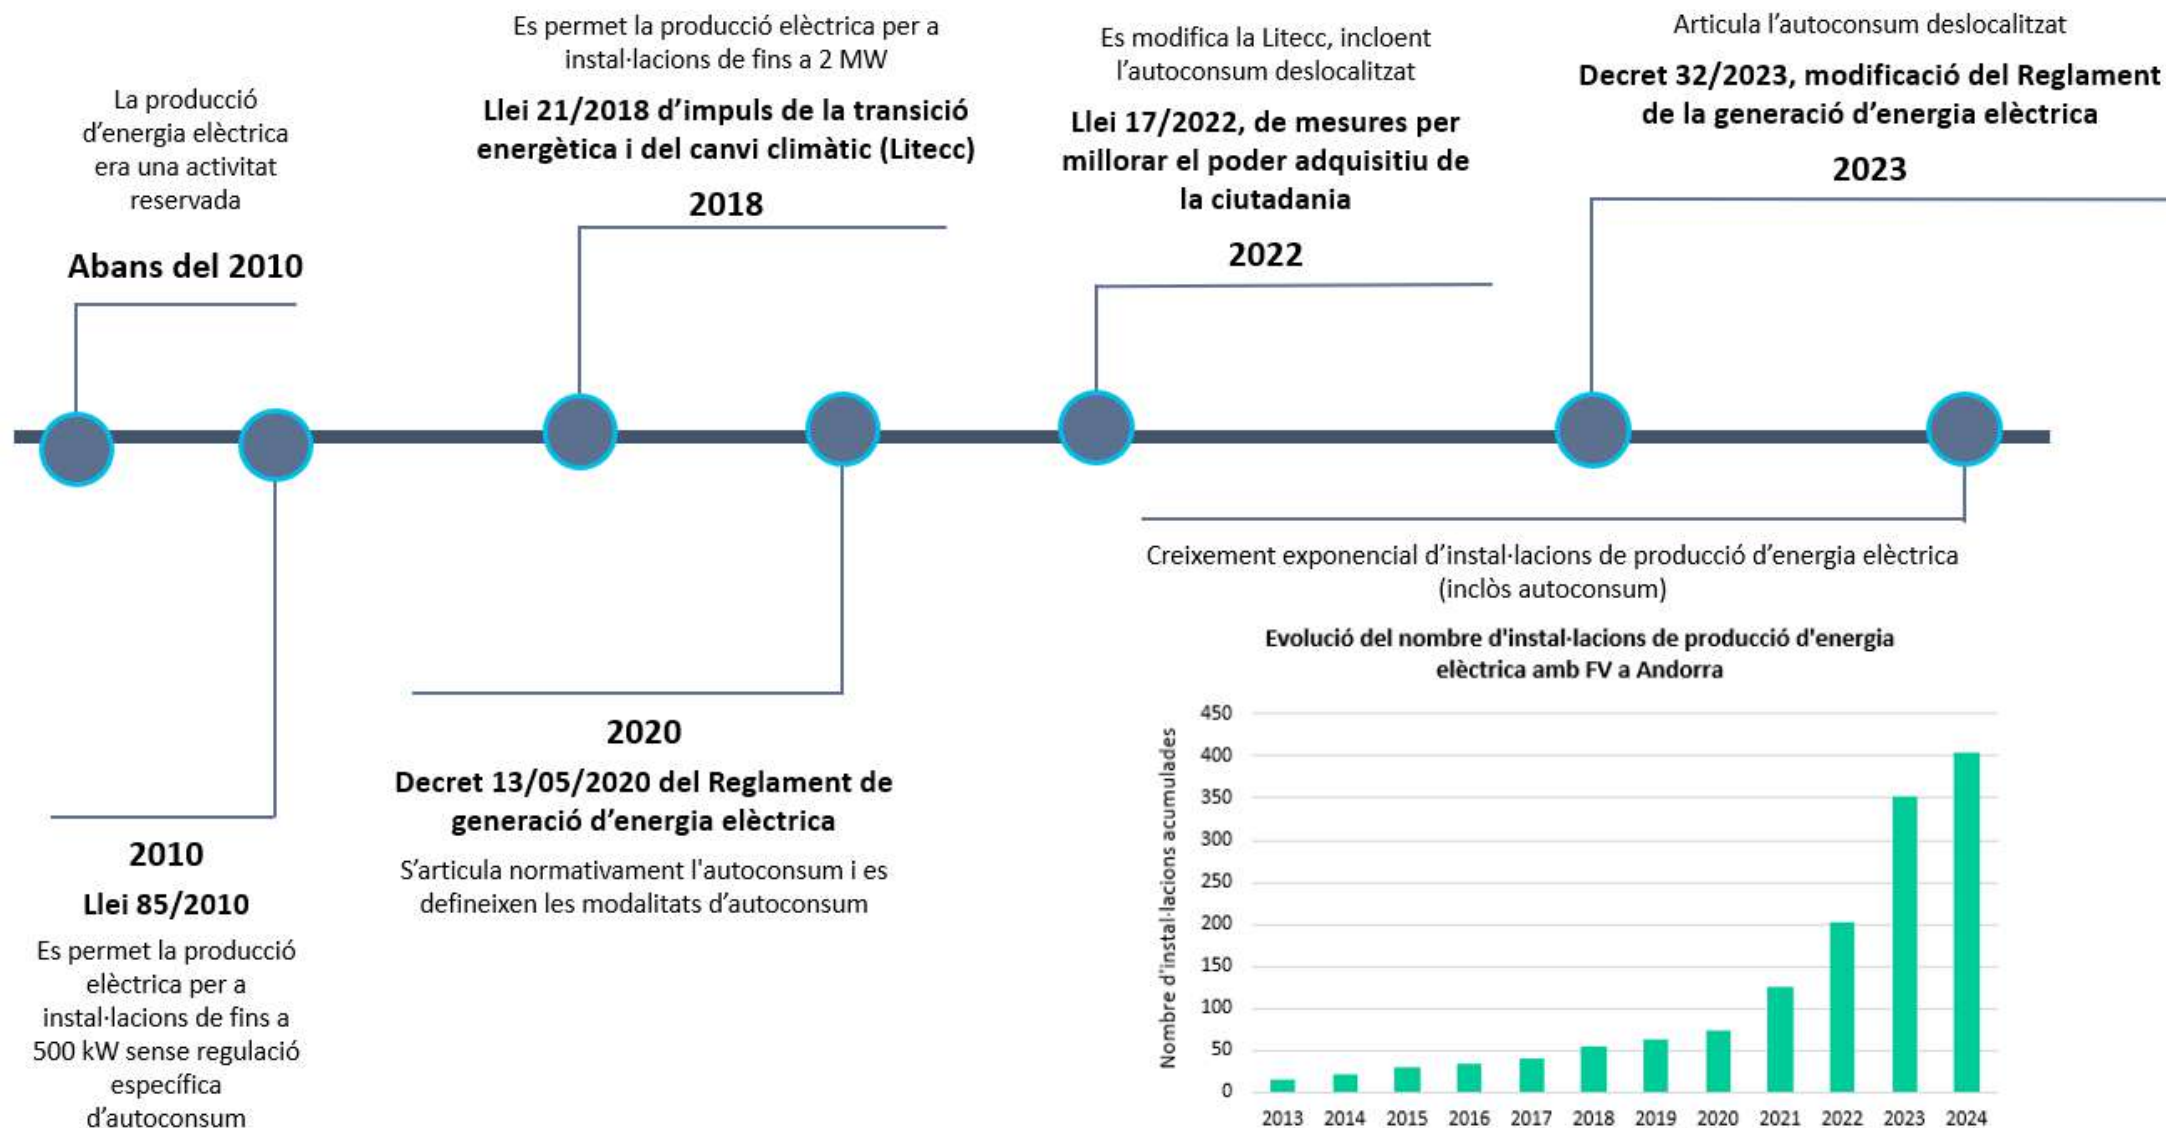 La producció
d’energia elèctrica
era una activitat
reservada
Abans del 2010
2010
Llei 85/2010
Es permet la producció
elèctrica per a
instal·lacions de fins a
500 kW sense regulació
específica
d’autoconsum
Es permet la producció elèctrica per a
instal·lacions de fins a 2 MW
Llei 21/2018 d’impuls de la transició
energètica i del canvi climàtic (Litecc)
2018
2020
Decret 13/05/2020 del Reglament de
generació d’energia elèctrica
S’articula normativament l'autoconsum i es
defineixen les modalitats d’autoconsum
Es modifica la Litecc, incloent
l’autoconsum deslocalitzat
Llei 17/2022, de mesures per
millorar el poder adquisitiu de
la ciutadania
2022
Articula l’autoconsum deslocalitzat
Decret 32/2023, modificació del Reglament
de la generació d’energia elèctrica
2023
Creixement exponencial d’instal·lacions de producció d’energia elèctrica
(inclòs autoconsum)
Evolució del nombre d'instal·lacions de producció d'energia
elèctrica amb FV a Andorra
Nombre d'instal·lacions acumulades
450
400
350
300
250
200
150
100
50
0
2013 2014 2015 2016 2017 2018 2019 2020 2021 2022 2023 2024